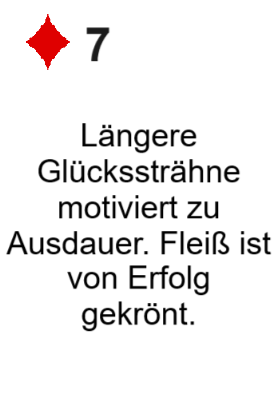 7
Längere
Glückssträhne
motiviert zu
Ausdauer. Fleiß ist
von Erfolg
gekrönt.